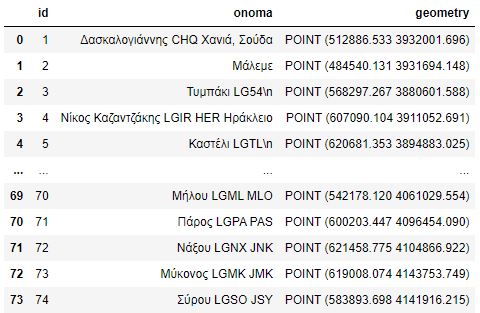 id onoma geometry
0 1 Δασκαλογιάννης CHQ Χανιά, Σούδα POINT (512886.533 3932001.696)
1 2 Μάλεμε POINT (484540.131 3931694.148)
2 3 Τυμπάκι LG54\n POINT (568297.267 3880601.588)
3 4 Νίκος Καζαντζάκης LGIR HER Ηράκλειο POINT (607090.104 3911052.691)
4 5 Καστέλι LGTL\n POINT (620681.353 3894883.025)
... ... ... ...
69 70 Μήλου LGML MLO POINT (542178.120 4061029.554)
70 71 Πάρος LGPA PAS POINT (600203.447 4096454.090)
71 72 Νάξου LGNX JNK POINT (621458.775 4104866.922)
72 73 Μύκονος LGMK JMK POINT (619008.074 4143753.749)
73 74 Σύρου LGSO JSY POINT (583893.698 4141916.215)